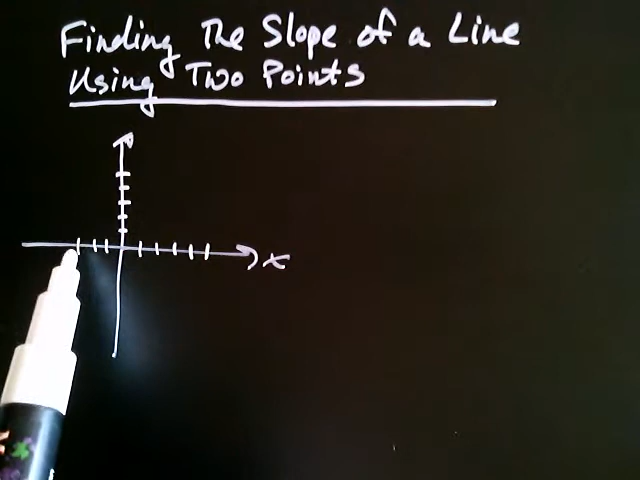 Finding The Slope of a Line
Using Two Points
x